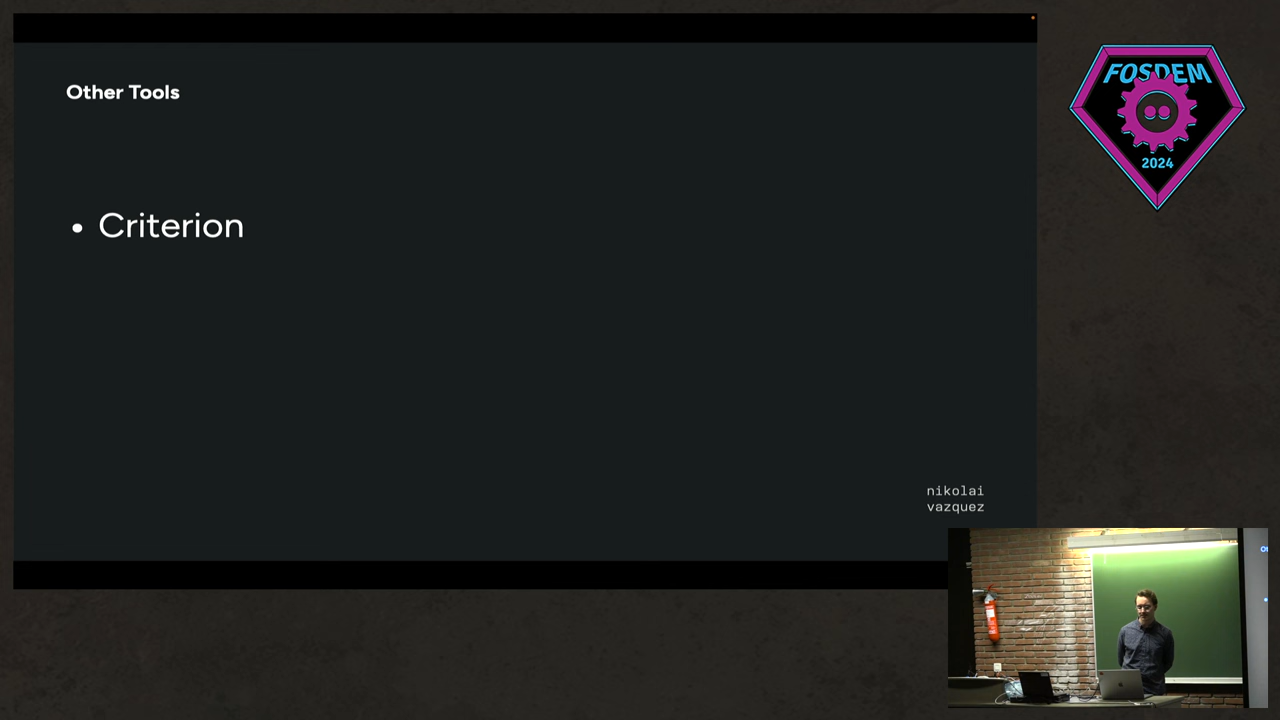 Other Tools
• Criterion
nikolai
vazquez
FOSDEM
2024